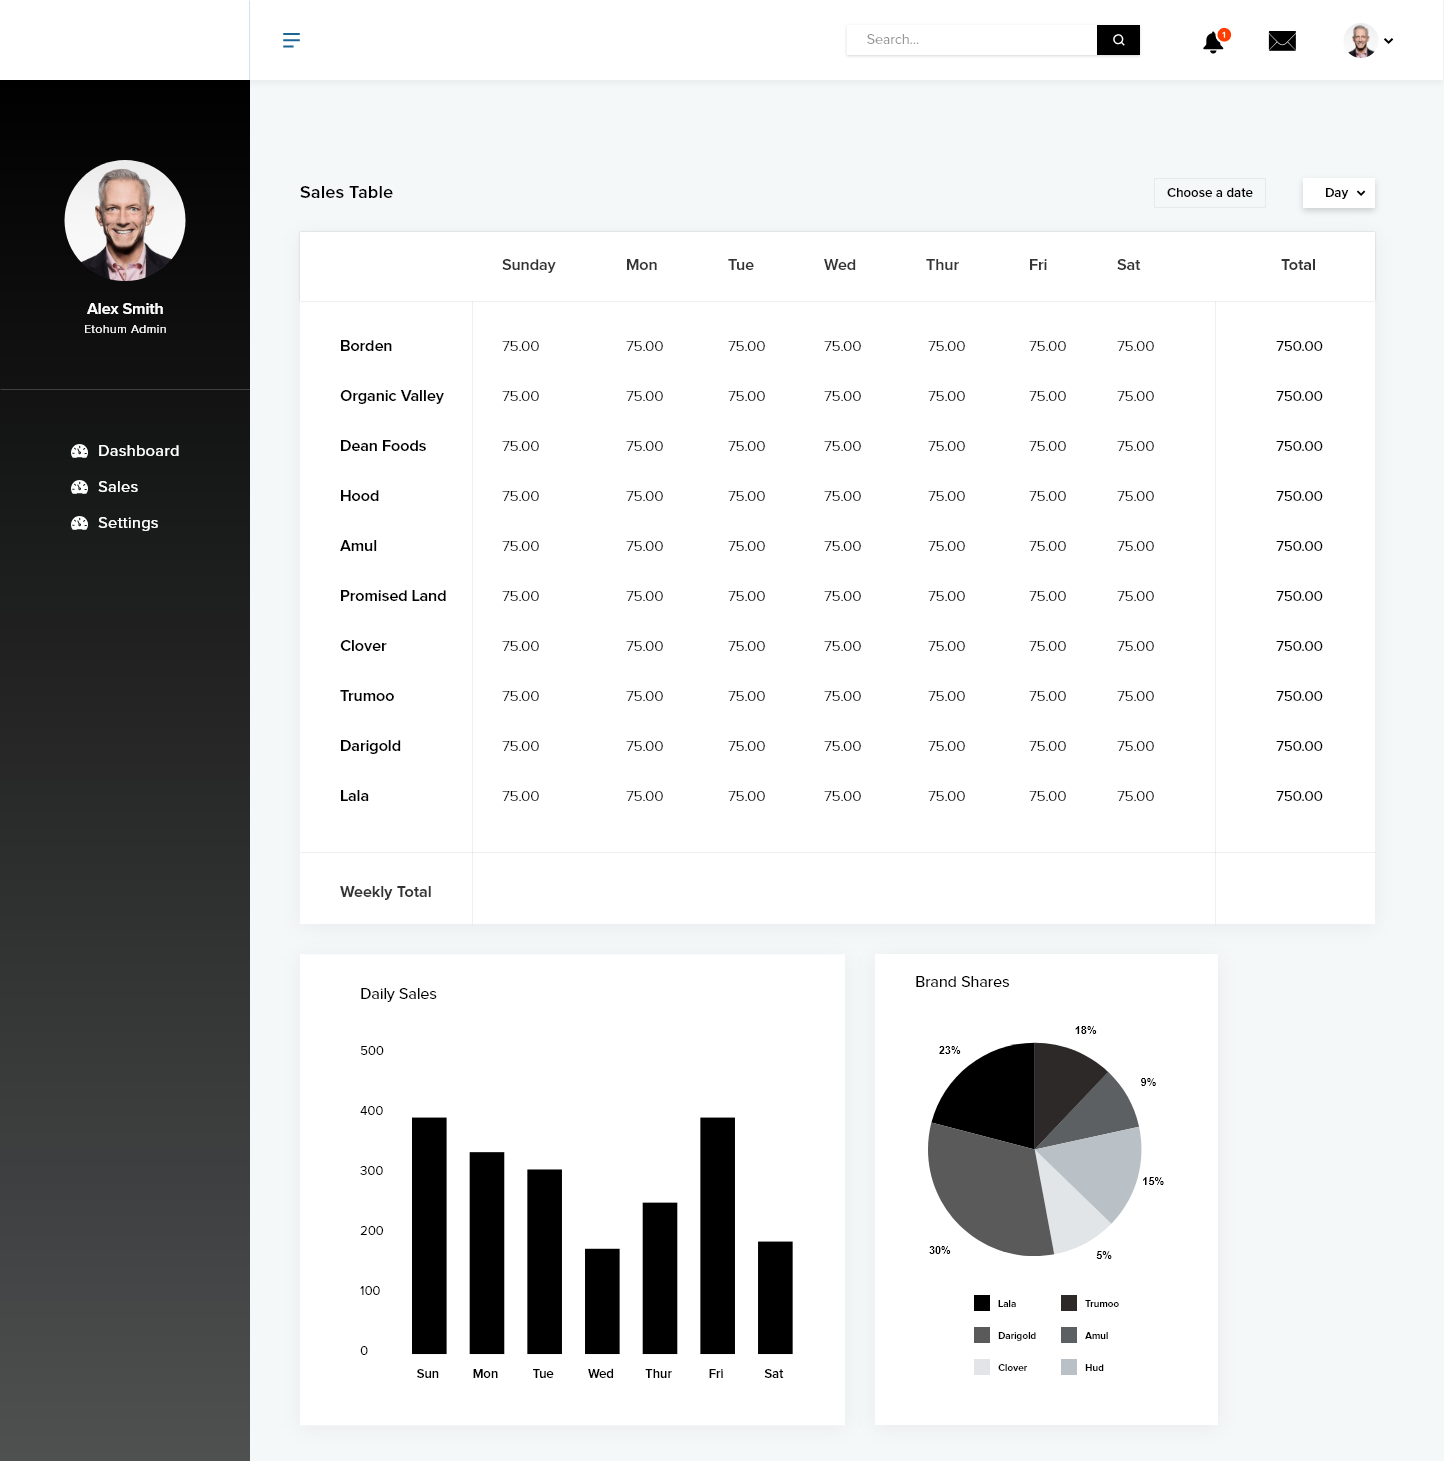 Search...
1
Alex Smith
Etohum Admin
Dashboard
Sales
Settings
Sales Table
Choose a date
Day
Sunday Mon Tue Wed Thur Fri Sat Total
Borden 75.00 75.00 75.00 75.00 75.00 75.00 75.00 750.00
Organic Valley 75.00 75.00 75.00 75.00 75.00 75.00 75.00 750.00
Dean Foods 75.00 75.00 75.00 75.00 75.00 75.00 75.00 750.00
Hood 75.00 75.00 75.00 75.00 75.00 75.00 75.00 750.00
Amul 75.00 75.00 75.00 75.00 75.00 75.00 75.00 750.00
Promised Land 75.00 75.00 75.00 75.00 75.00 75.00 75.00 750.00
Clover 75.00 75.00 75.00 75.00 75.00 75.00 75.00 750.00
Trumoo 75.00 75.00 75.00 75.00 75.00 75.00 75.00 750.00
Darigold 75.00 75.00 75.00 75.00 75.00 75.00 75.00 750.00
Lala 75.00 75.00 75.00 75.00 75.00 75.00 75.00 750.00
Weekly Total
Daily Sales
500
400
300
200
100
0
Sun Mon Tue Wed Thur Fri Sat
Brand Shares
18%
23%
9%
15%
30%
5%
Lala Trumoo
Darigold Amul
Clover Hud